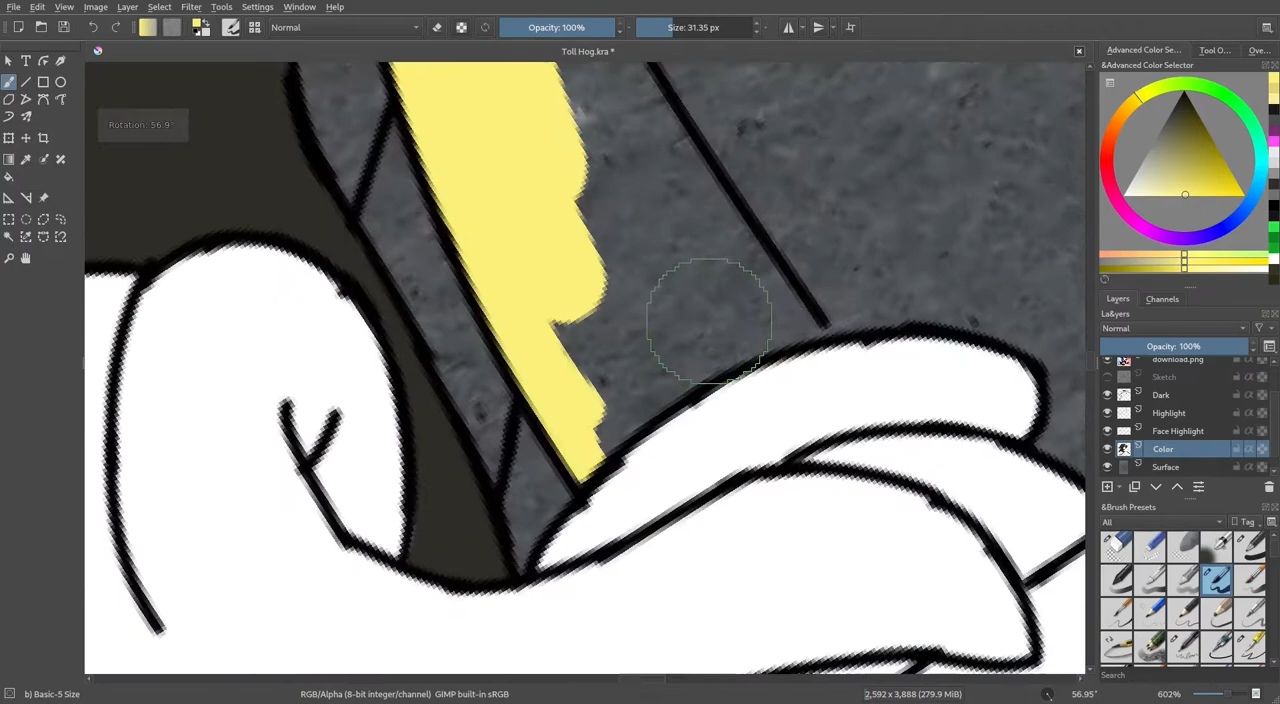 File Edit View Image Layer Select Filter Tools Settings Window Help
Normal Opacity: 100% Size: 31.35 px
Toll Hog.kra *
Advanced Color Se... Tool O... Ove...
Advanced Color Selector
Rotation: 56.9°
Layers Channels
La&yers
Normal
Opacity: 100%
download.png
Sketch
Dark
Highlight
Face Highlight
Color
Surface
Brush Presets
All Tag
Search
b) Basic-5 Size RGB/Alpha (8-bit integer/channel) GIMP built-in sRGB 2,592 x 3,888 (279.9 MiB) 56.95° 602%